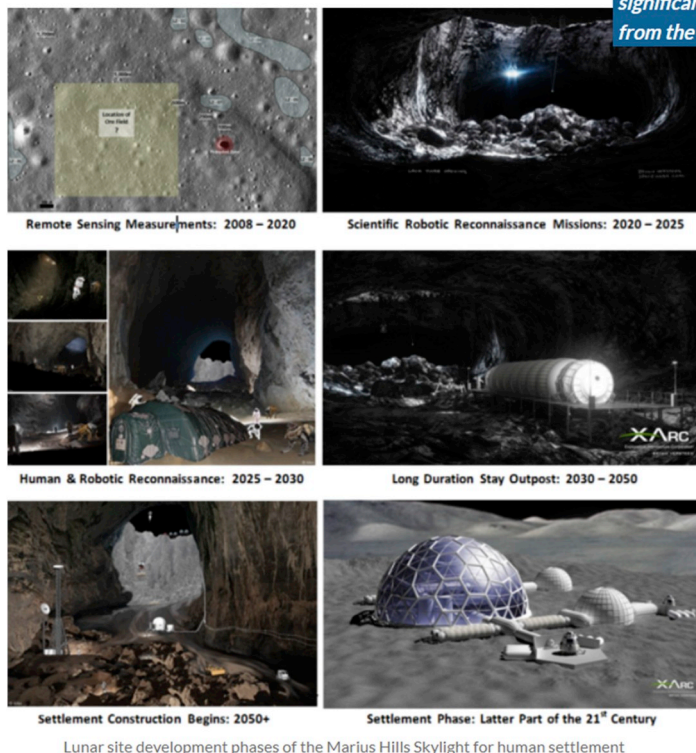 significan
from the
Location of
Ore Field
?
Remote Sensing Measurements: 2008 – 2020
Scientific Robotic Reconnaissance Missions: 2020 – 2025
Human & Robotic Reconnaissance: 2025 – 2030
XARC
Long Duration Stay Outpost: 2030 – 2050
Settlement Construction Begins: 2050+
XARC
Settlement Phase: Latter Part of the 21st Century
Lunar site development phases of the Marius Hills Skylight for human settlement